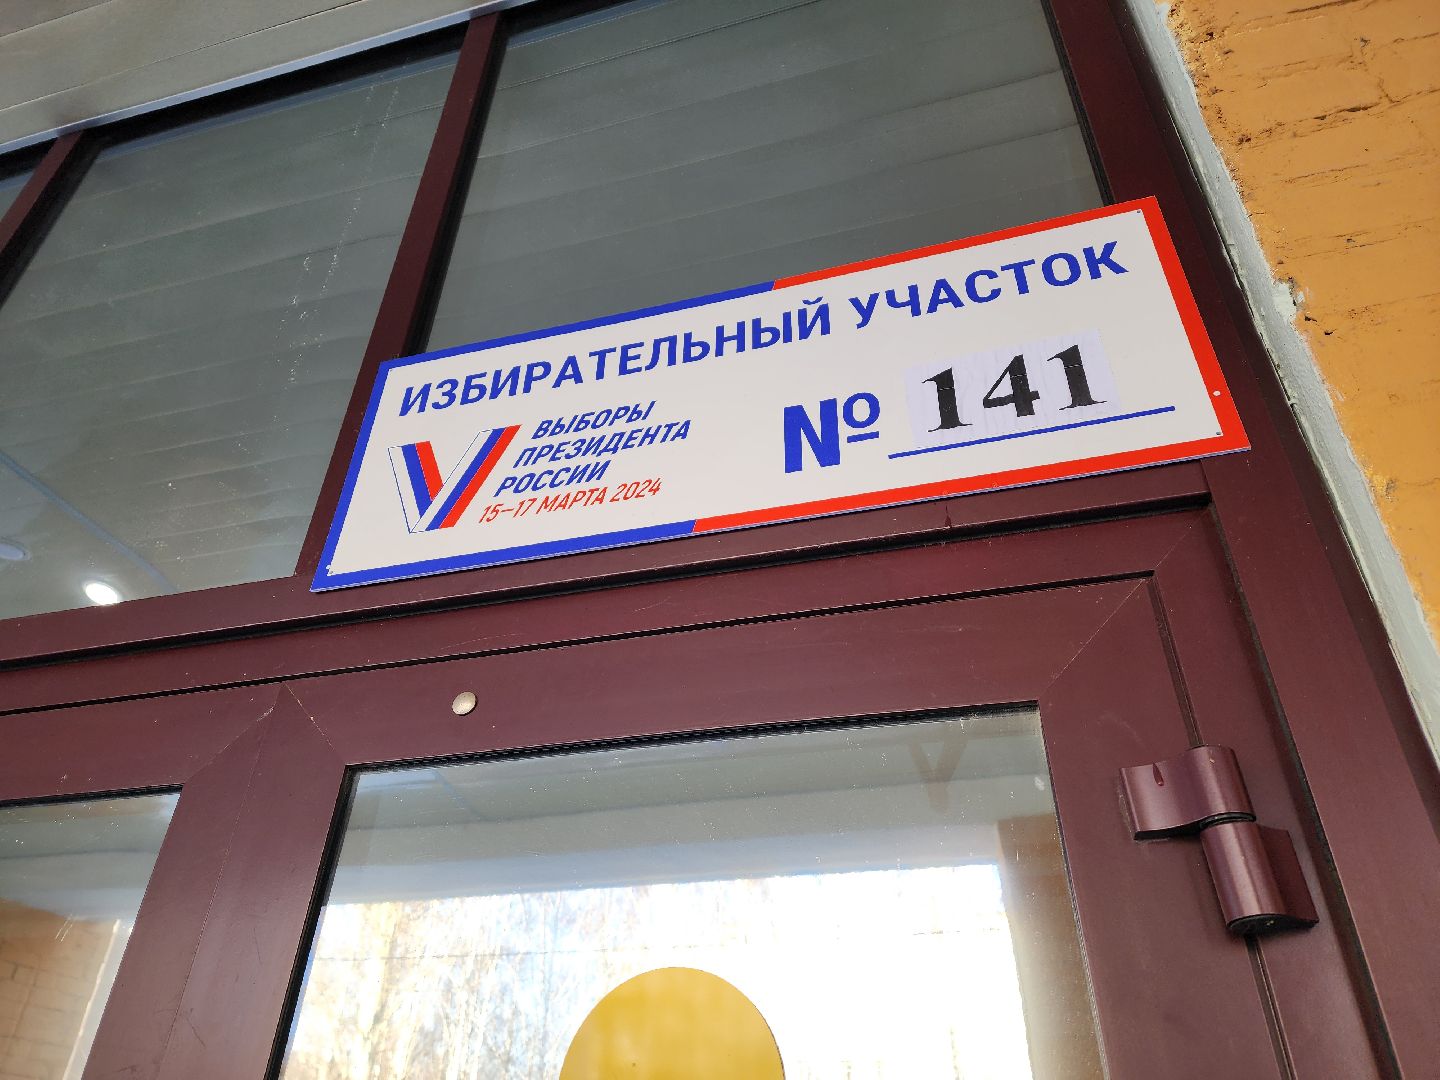 ИЗБИРАТЕЛЬНЫЙ УЧАСТОК
ВЫБОРЫ
ПРЕЗИДЕНТА
РОССИИ
15–17 МАРТА 2024
№ 141